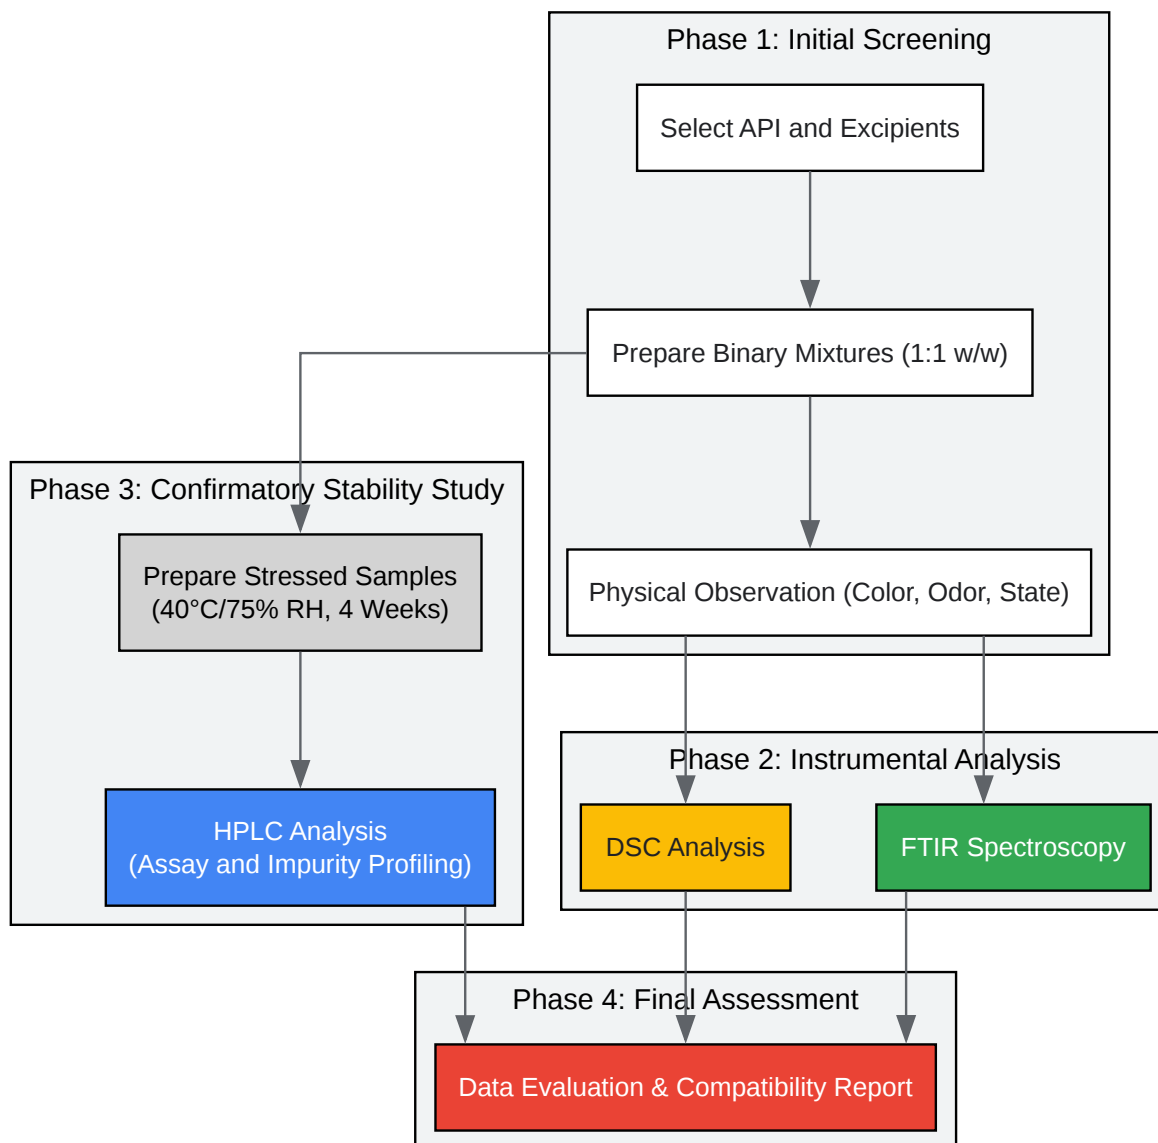 Phase 1: Initial Screening
Select API and Excipients
Prepare Binary Mixtures (1:1 w/w)
Physical Observation (Color, Odor, State)
Phase 3: Confirmatory Stability Study
Prepare Stressed Samples
(40°C/75% RH, 4 Weeks)
HPLC Analysis
(Assay and Impurity Profiling)
Phase 2: Instrumental Analysis
DSC Analysis
FTIR Spectroscopy
Phase 4: Final Assessment
Data Evaluation & Compatibility Report